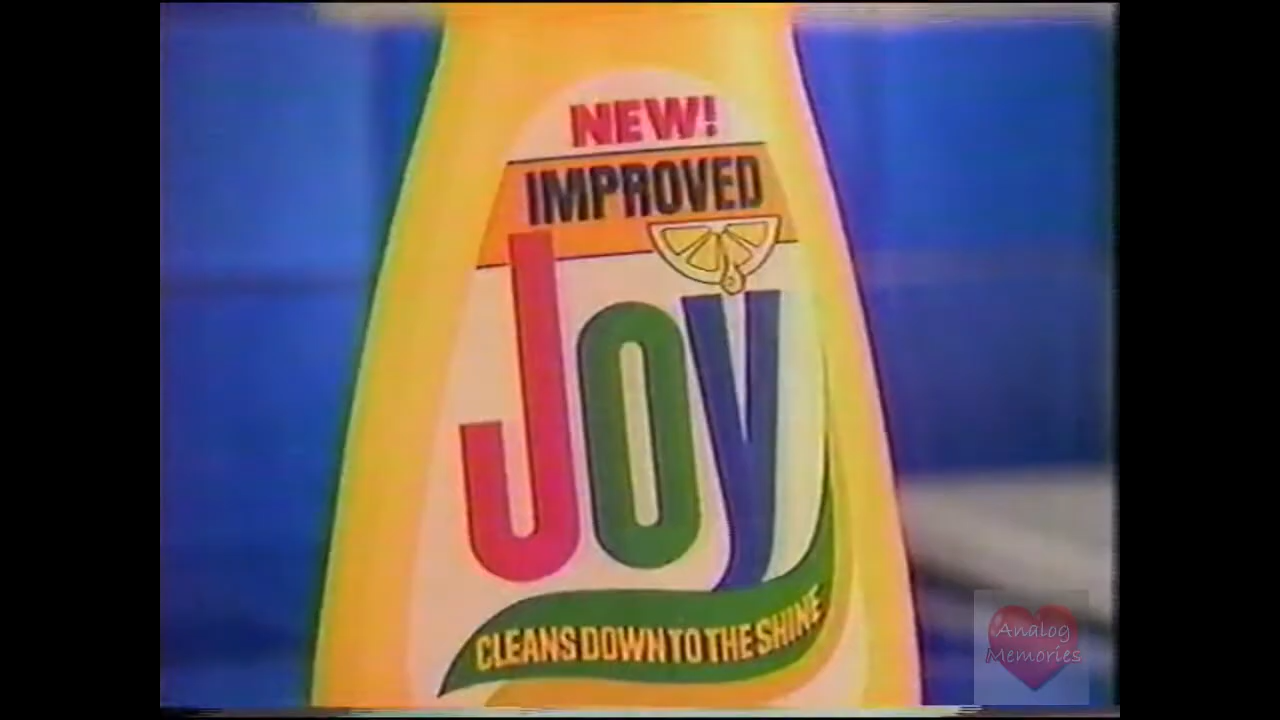 NEW!
IMPROVED
Joy
CLEANS DOWN TO THE SHINE
Analog
Memories